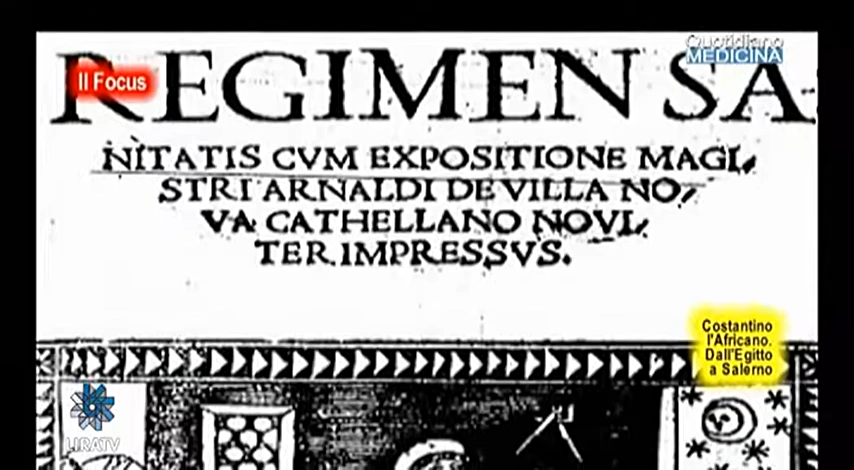 Il Focus
Quotidiano
MEDICINA
REGIMEN SA
NITATIS CVM EXPOSITIONE MAGI
STRI ARNALDI DE VILLA NO
VA CATHELLANO NOVI
TER IMPRESSVS.
Costantino
l'Africano.
Dall'Egitto
a Salerno
LIRATV